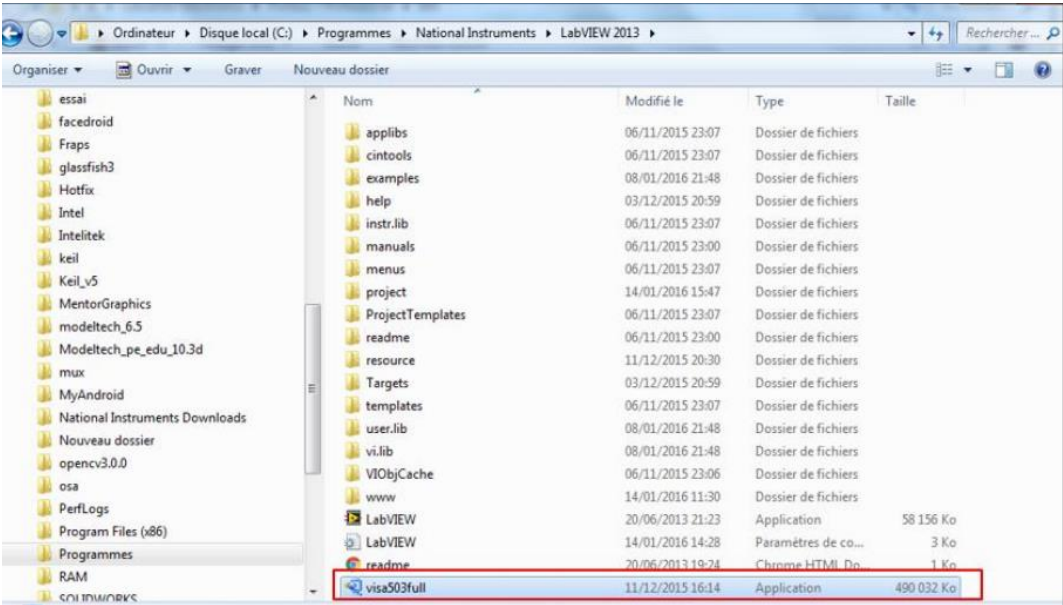 Ordinateur ▸ Disque local (C:) ▸ Programmes ▸ National Instruments ▸ LabVIEW 2013 ▸
Rechercher ...
Organiser Ouvrir Graver Nouveau dossier
essai
facedroid
Fraps
glassfish3
Hotfix
Intel
Intelitek
keil
Keil_v5
MentorGraphics
modeltech_6.5
Modeltech_pe_edu_10.3d
mux
MyAndroid
National Instruments Downloads
Nouveau dossier
opencv3.0.0
osa
PerfLogs
Program Files (x86)
Programmes
RAM
SOLIDWORKS
Nom Modifié le Type Taille
applibs 06/11/2015 23:07 Dossier de fichiers
cintools 06/11/2015 23:07 Dossier de fichiers
examples 08/01/2016 21:48 Dossier de fichiers
help 03/12/2015 20:59 Dossier de fichiers
instr.lib 06/11/2015 23:07 Dossier de fichiers
manuals 06/11/2015 23:00 Dossier de fichiers
menus 06/11/2015 23:07 Dossier de fichiers
project 14/01/2016 15:47 Dossier de fichiers
ProjectTemplates 06/11/2015 23:07 Dossier de fichiers
readme 06/11/2015 23:00 Dossier de fichiers
resource 11/12/2015 20:30 Dossier de fichiers
Targets 03/12/2015 20:59 Dossier de fichiers
templates 06/11/2015 23:07 Dossier de fichiers
user.lib 08/01/2016 21:48 Dossier de fichiers
vi.lib 08/01/2016 21:48 Dossier de fichiers
VIObjCache 06/11/2015 23:06 Dossier de fichiers
www 14/01/2016 11:30 Dossier de fichiers
LabVIEW 20/06/2013 21:23 Application 58 156 Ko
LabVIEW 14/01/2016 14:28 Paramètres de co... 3 Ko
readme 20/06/2013 19:24 Chrome HTML Do... 1 Ko
visa503full 11/12/2015 16:14 Application 490 032 Ko